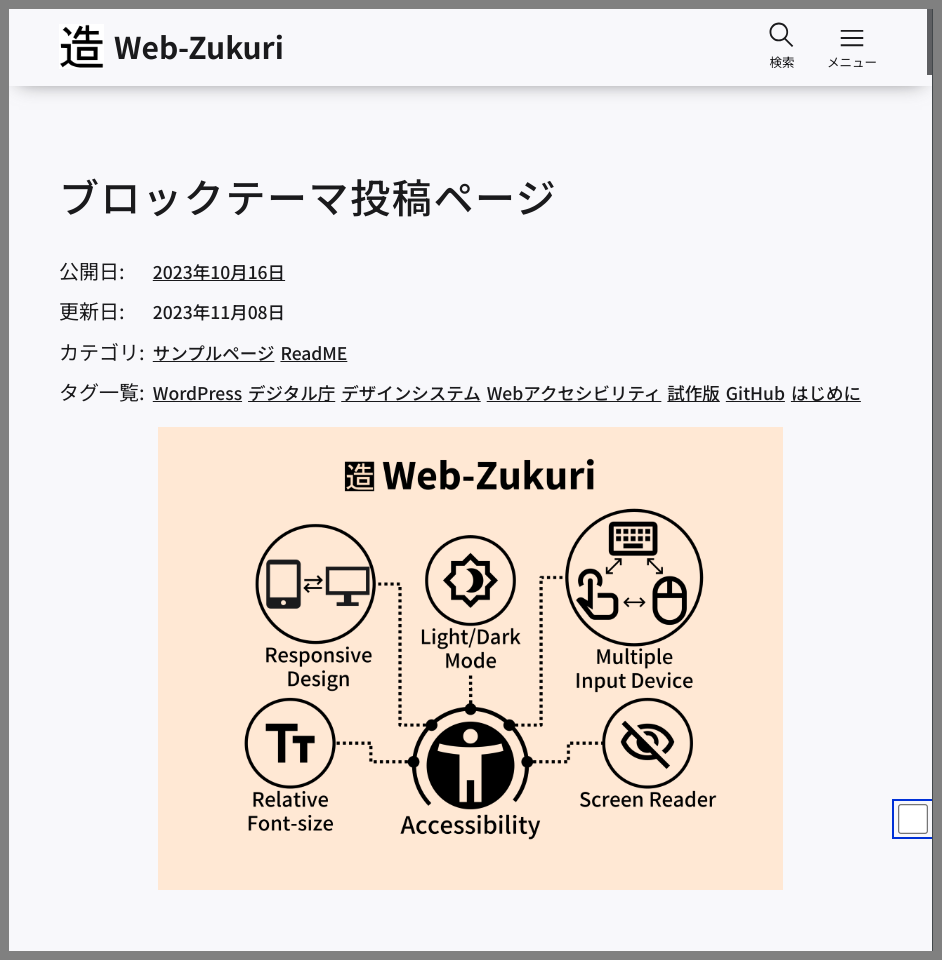 造 Web-Zukuri
検索
メニュー
ブロックテーマ投稿ページ
公開日: 2023年10月16日
更新日: 2023年11月08日
カテゴリ: サンプルページ ReadME
タグ一覧: WordPress デジタル庁 デザインシステム Webアクセシビリティ 試作版 GitHub はじめに
造 Web-Zukuri
Responsive
Design
Light/Dark
Mode
Multiple
Input Device
Tт
Relative
Font-size
Accessibility
Screen Reader